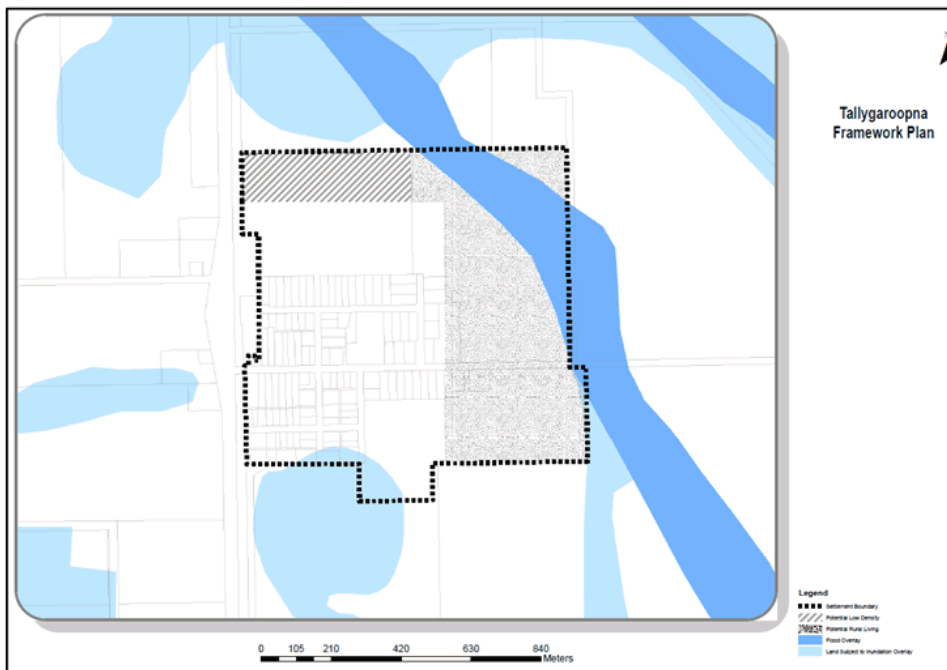 Tallygaroopna
Framework Plan
Legend
Settlement Boundary
Potential Low Density
Potential Rural Living
Flood Overlay
Land Subject to Inundation Overlay
0 105 210 420 630 840
Meters